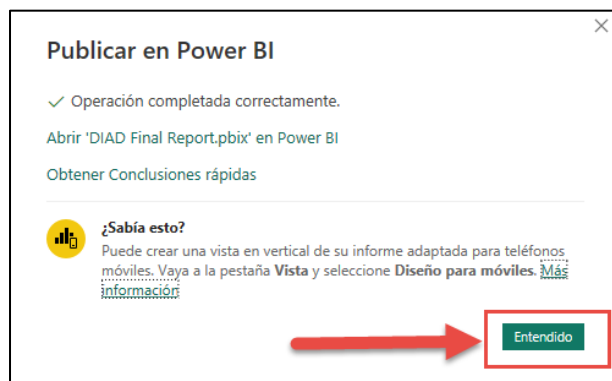 Publicar en Power BI
Operación completada correctamente.
Abrir 'DIAD Final Report.pbix' en Power BI
Obtener Conclusiones rápidas
¿Sabía esto?
Puede crear una vista en vertical de su informe adaptada para teléfonos
móviles. Vaya a la pestaña Vista y seleccione Diseño para móviles. Más
información
Entendido